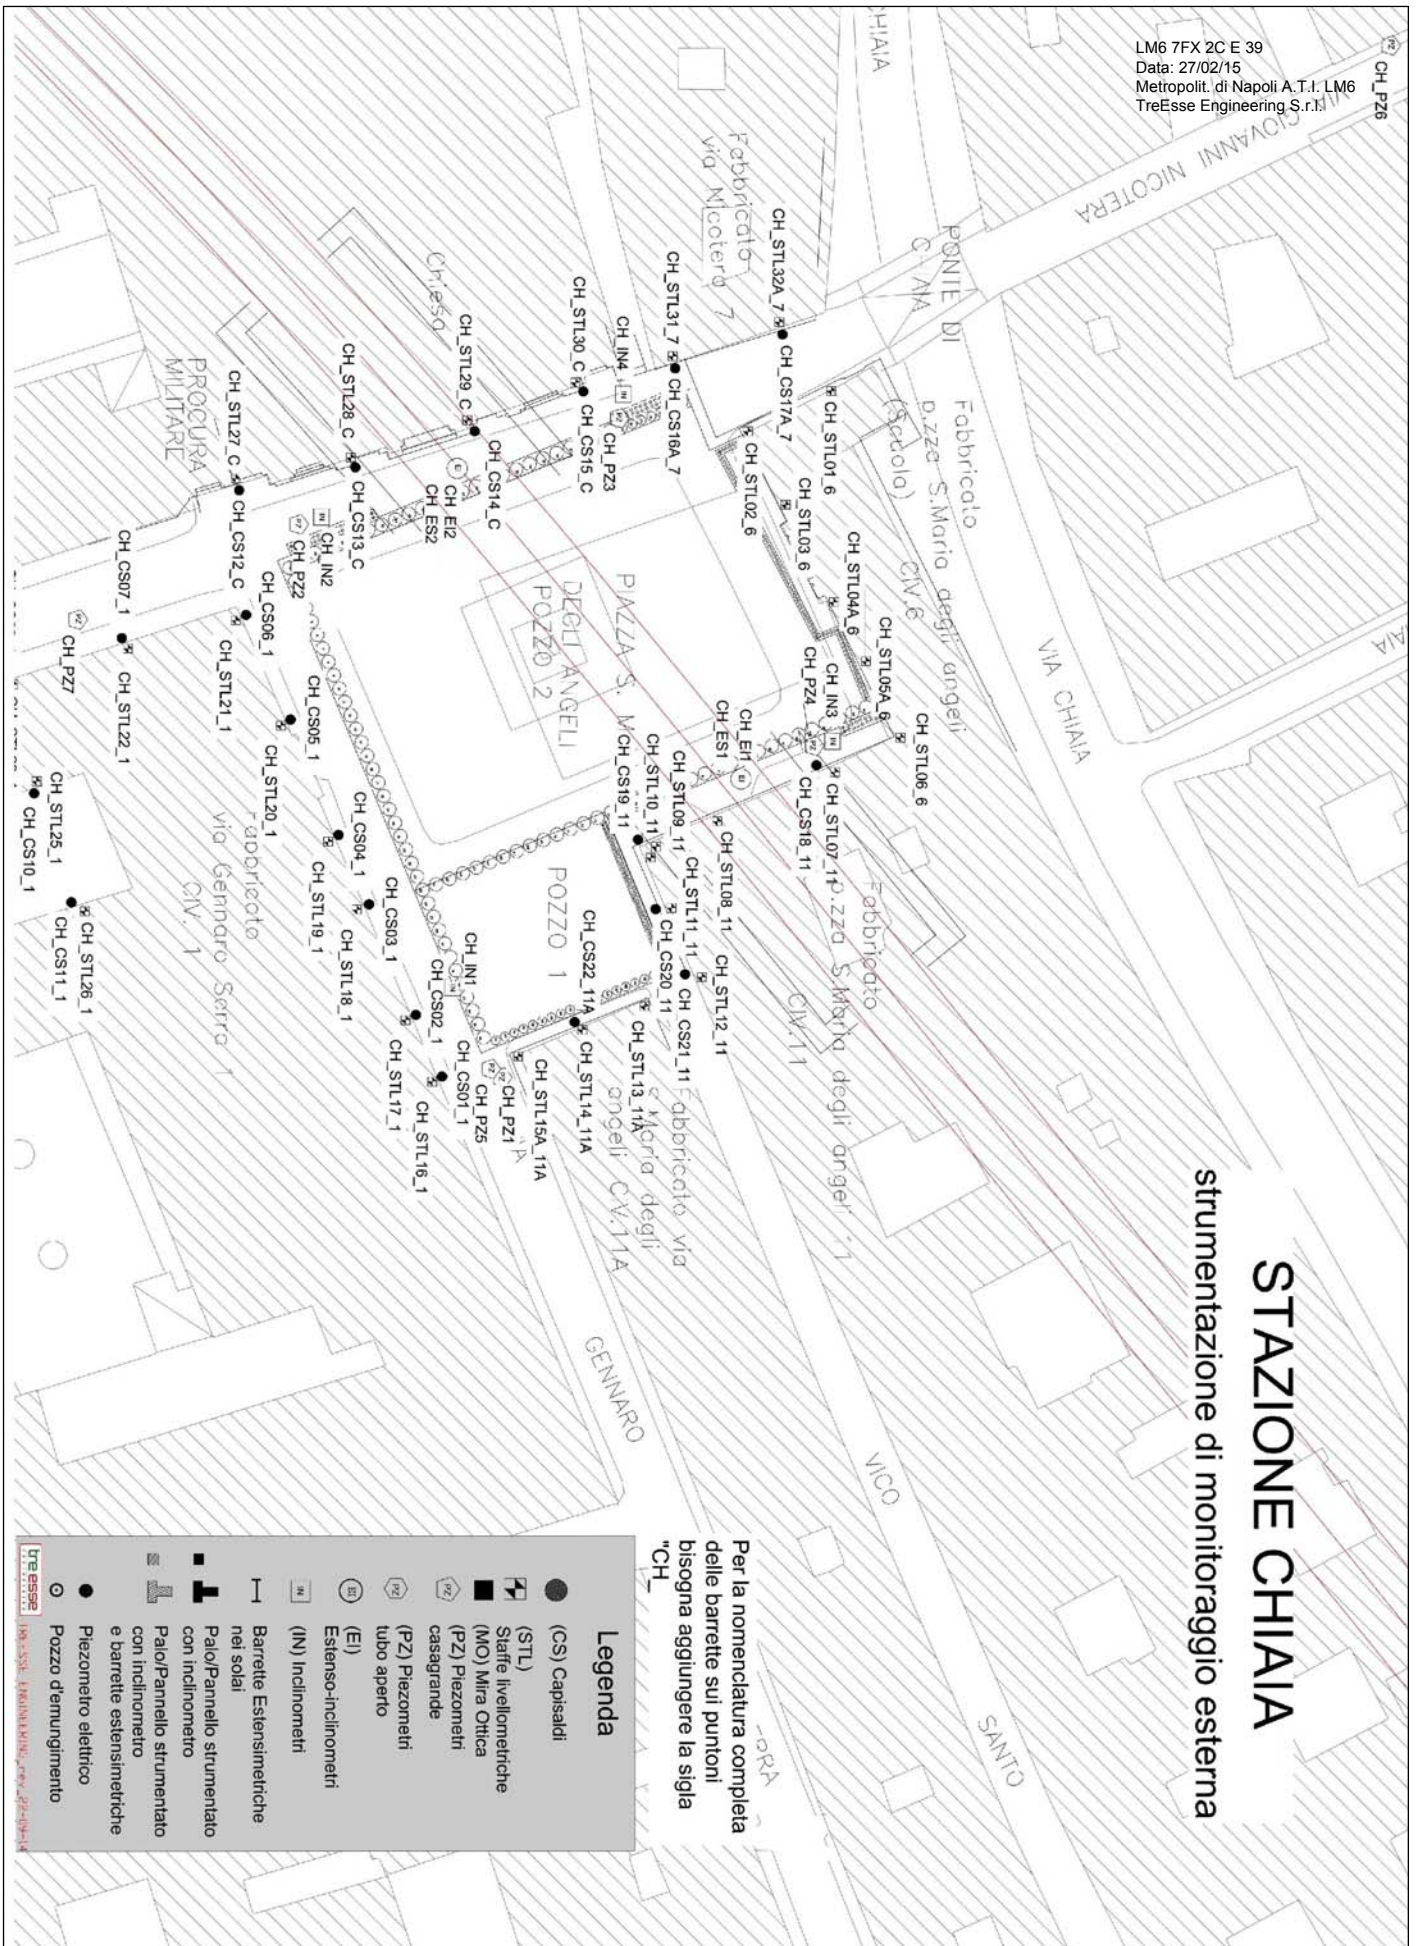 LM6 7FX 2C E 39
Data: 27/02/15
Metropolit. di Napoli A.T.I. LM6
TreEsse Engineering S.r.l.
STAZIONE CHIAIA
strumentazione di monitoraggio esterna
CH_PZ6
VIA GIOVANNI NICOTERA
CHIAIA
PONTE DI
Fabbricato
via Nicotera 7
CH_STL32A_7
CH_CS17A_7
CH_STL31_7
CH_CS16A_7
CH_IN4
CH_PZ3
CH_STL30_C
CH_CS15_C
Chiesa
CH_STL29_C
CH_CS14_C
CH_EI2
CH_ES2
CH_STL28_C
CH_CS13_C
CH_IN2
CH_PZ2
PROCURA
MILITARE
CH_STL27_C
CH_CS12_C
Fabbricato
p.zza S.Maria degli angeli
(Scuola)
CIV.6
CH_STL01_6
CH_STL02_6
CH_STL03_6
CH_STL04A_6
CH_STL05A_6
CH_STL06_6
VIA CHIAIA
CH_IN3
CH_PZ4
CH_STL07_11
CH_CS18_11
CH_EI1
CH_ES1
CH_STL08_11
CH_STL09_11
CH_STL10_11
CH_CS19_11
CH_STL11_11
CH_CS20_11
CH_STL12_11
CH_CS21_11
Fabbricato
p.zza S.Maria degli angeli 11
CIV.11
PIAZZA S. M
DEGLI ANGELI
POZZO 2
POZZO 1
CH_CS22_11A
CH_STL13_11A
CH_STL14_11A
CH_STL15A_11A
Fabbricato via
S.Maria degli
angeli CIV.11A
CH_PZ1
CH_PZ5
CH_IN1
CH_CS01_1
CH_STL16_1
CH_CS02_1
CH_STL17_1
CH_CS03_1
CH_STL18_1
CH_CS04_1
CH_STL19_1
CH_CS05_1
CH_STL20_1
CH_CS06_1
CH_STL21_1
CH_CS07_1
CH_STL22_1
CH_PZ7
Fabbricato
via Gennaro Serra 1
CIV. 1
CH_STL25_1
CH_CS10_1
CH_STL26_1
CH_CS11_1
GENNARO
VICO
SANTO
Per la nomenclatura completa
delle barrette sui puntoni
bisogna aggiungere la sigla
"CH_
Legenda
(CS) Capisaldi
(STL)
Staffe livellometriche
(MO) Mira Ottica
(PZ) Piezometri
casagrande
(PZ) Piezometri
tubo aperto
(EI)
Estenso-inclinometri
(IN) Inclinometri
Barrette Estensimetriche
nei solai
Palo/Pannello strumentato
con inclinometro
Palo/Pannello strumentato
con inclinometro
e barrette estensimetriche
Piezometro elettrico
Pozzo d'emungimento
tre esse